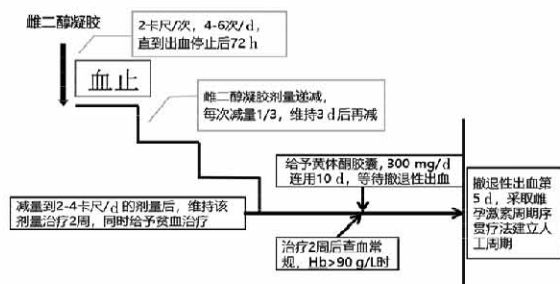 雌二醇凝胶
2卡尺/次，4-6次/d，
直到出血停止后72 h
血止
雌二醇凝胶剂量递减，
每次减量1/3，维持3 d后再减
给予黄体酮胶囊, 300 mg/d
连用10 d，等待撤退性出血
减量到2-4卡尺/d的剂量后，维持该
剂量治疗2周，同时给予贫血治疗
治疗2周后查血常
规，Hb>90 g/L时
撤退性出血第
5 d，采取雌
孕激素周期序
贯疗法建立人
工周期